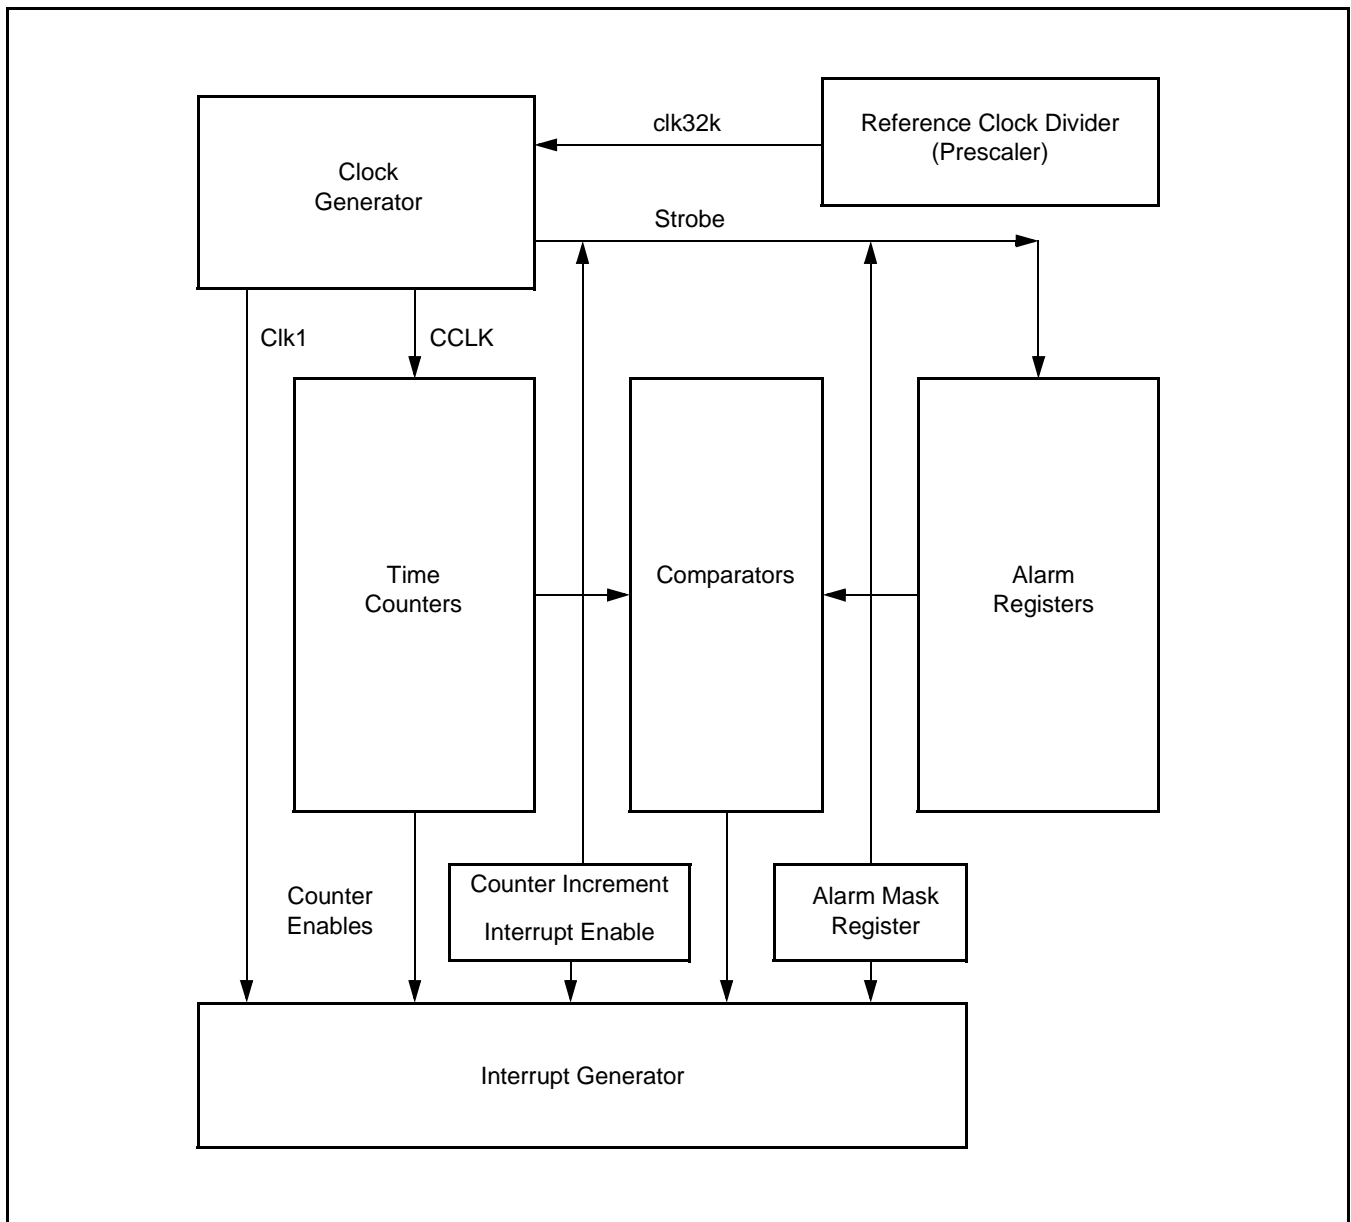 clk32k
Reference Clock Divider
(Prescaler)
Clock
Generator
Strobe
Clk1
CCLK
Time
Counters
Comparators
Alarm
Registers
Counter
Enables
Counter Increment
Interrupt Enable
Alarm Mask
Register
Interrupt Generator